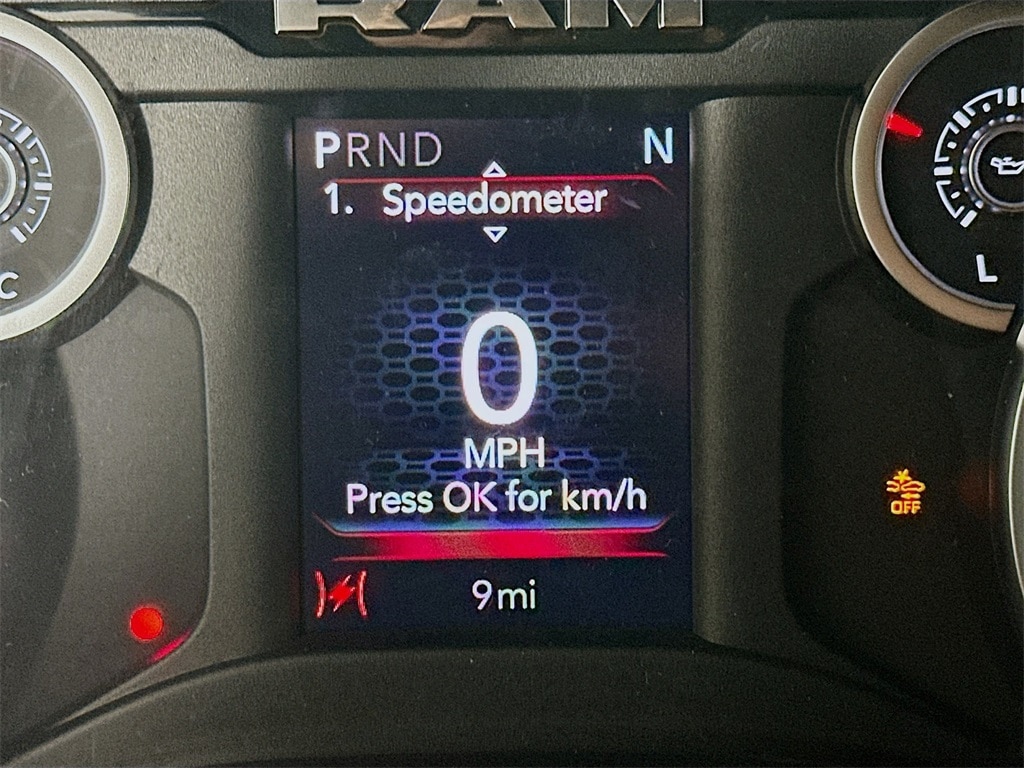 RAM
PRND N
1. Speedometer
0
MPH
Press OK for km/h
9mi
C
L
OFF